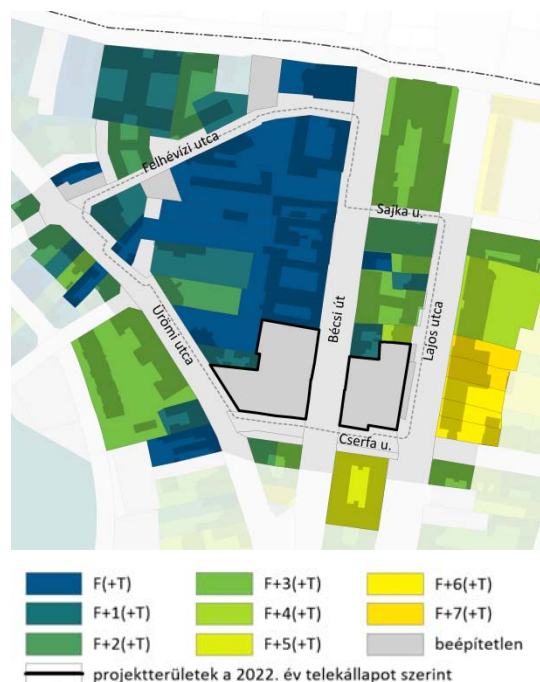 Felhévízi utca
Sajka u.
Ürömi utca
Bécsi út
Lajos utca
Cserfa u.
F(+T)
F+3(+T)
F+6(+T)
F+1(+T)
F+4(+T)
F+7(+T)
F+2(+T)
F+5(+T)
beépítetlen
projektterületek a 2022. év telekállapot szerint